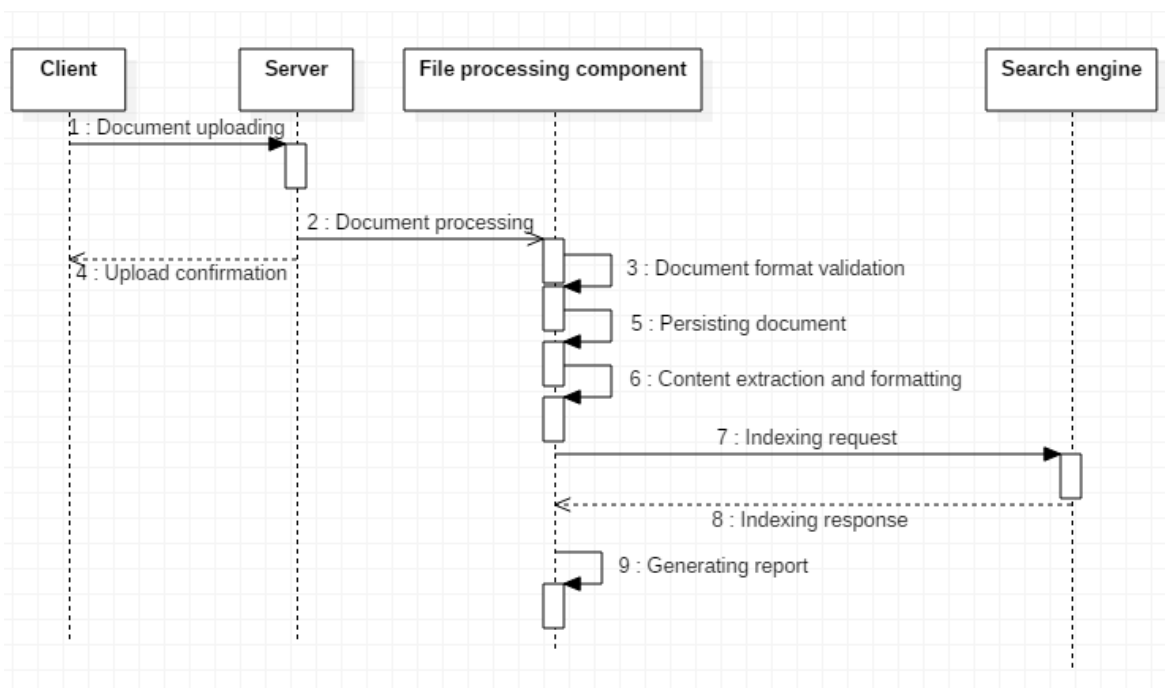 Client
Server
File processing component
Search engine
1 : Document uploading
2 : Document processing
4 : Upload confirmation
3 : Document format validation
5 : Persisting document
6 : Content extraction and formatting
7 : Indexing request
8 : Indexing response
9 : Generating report